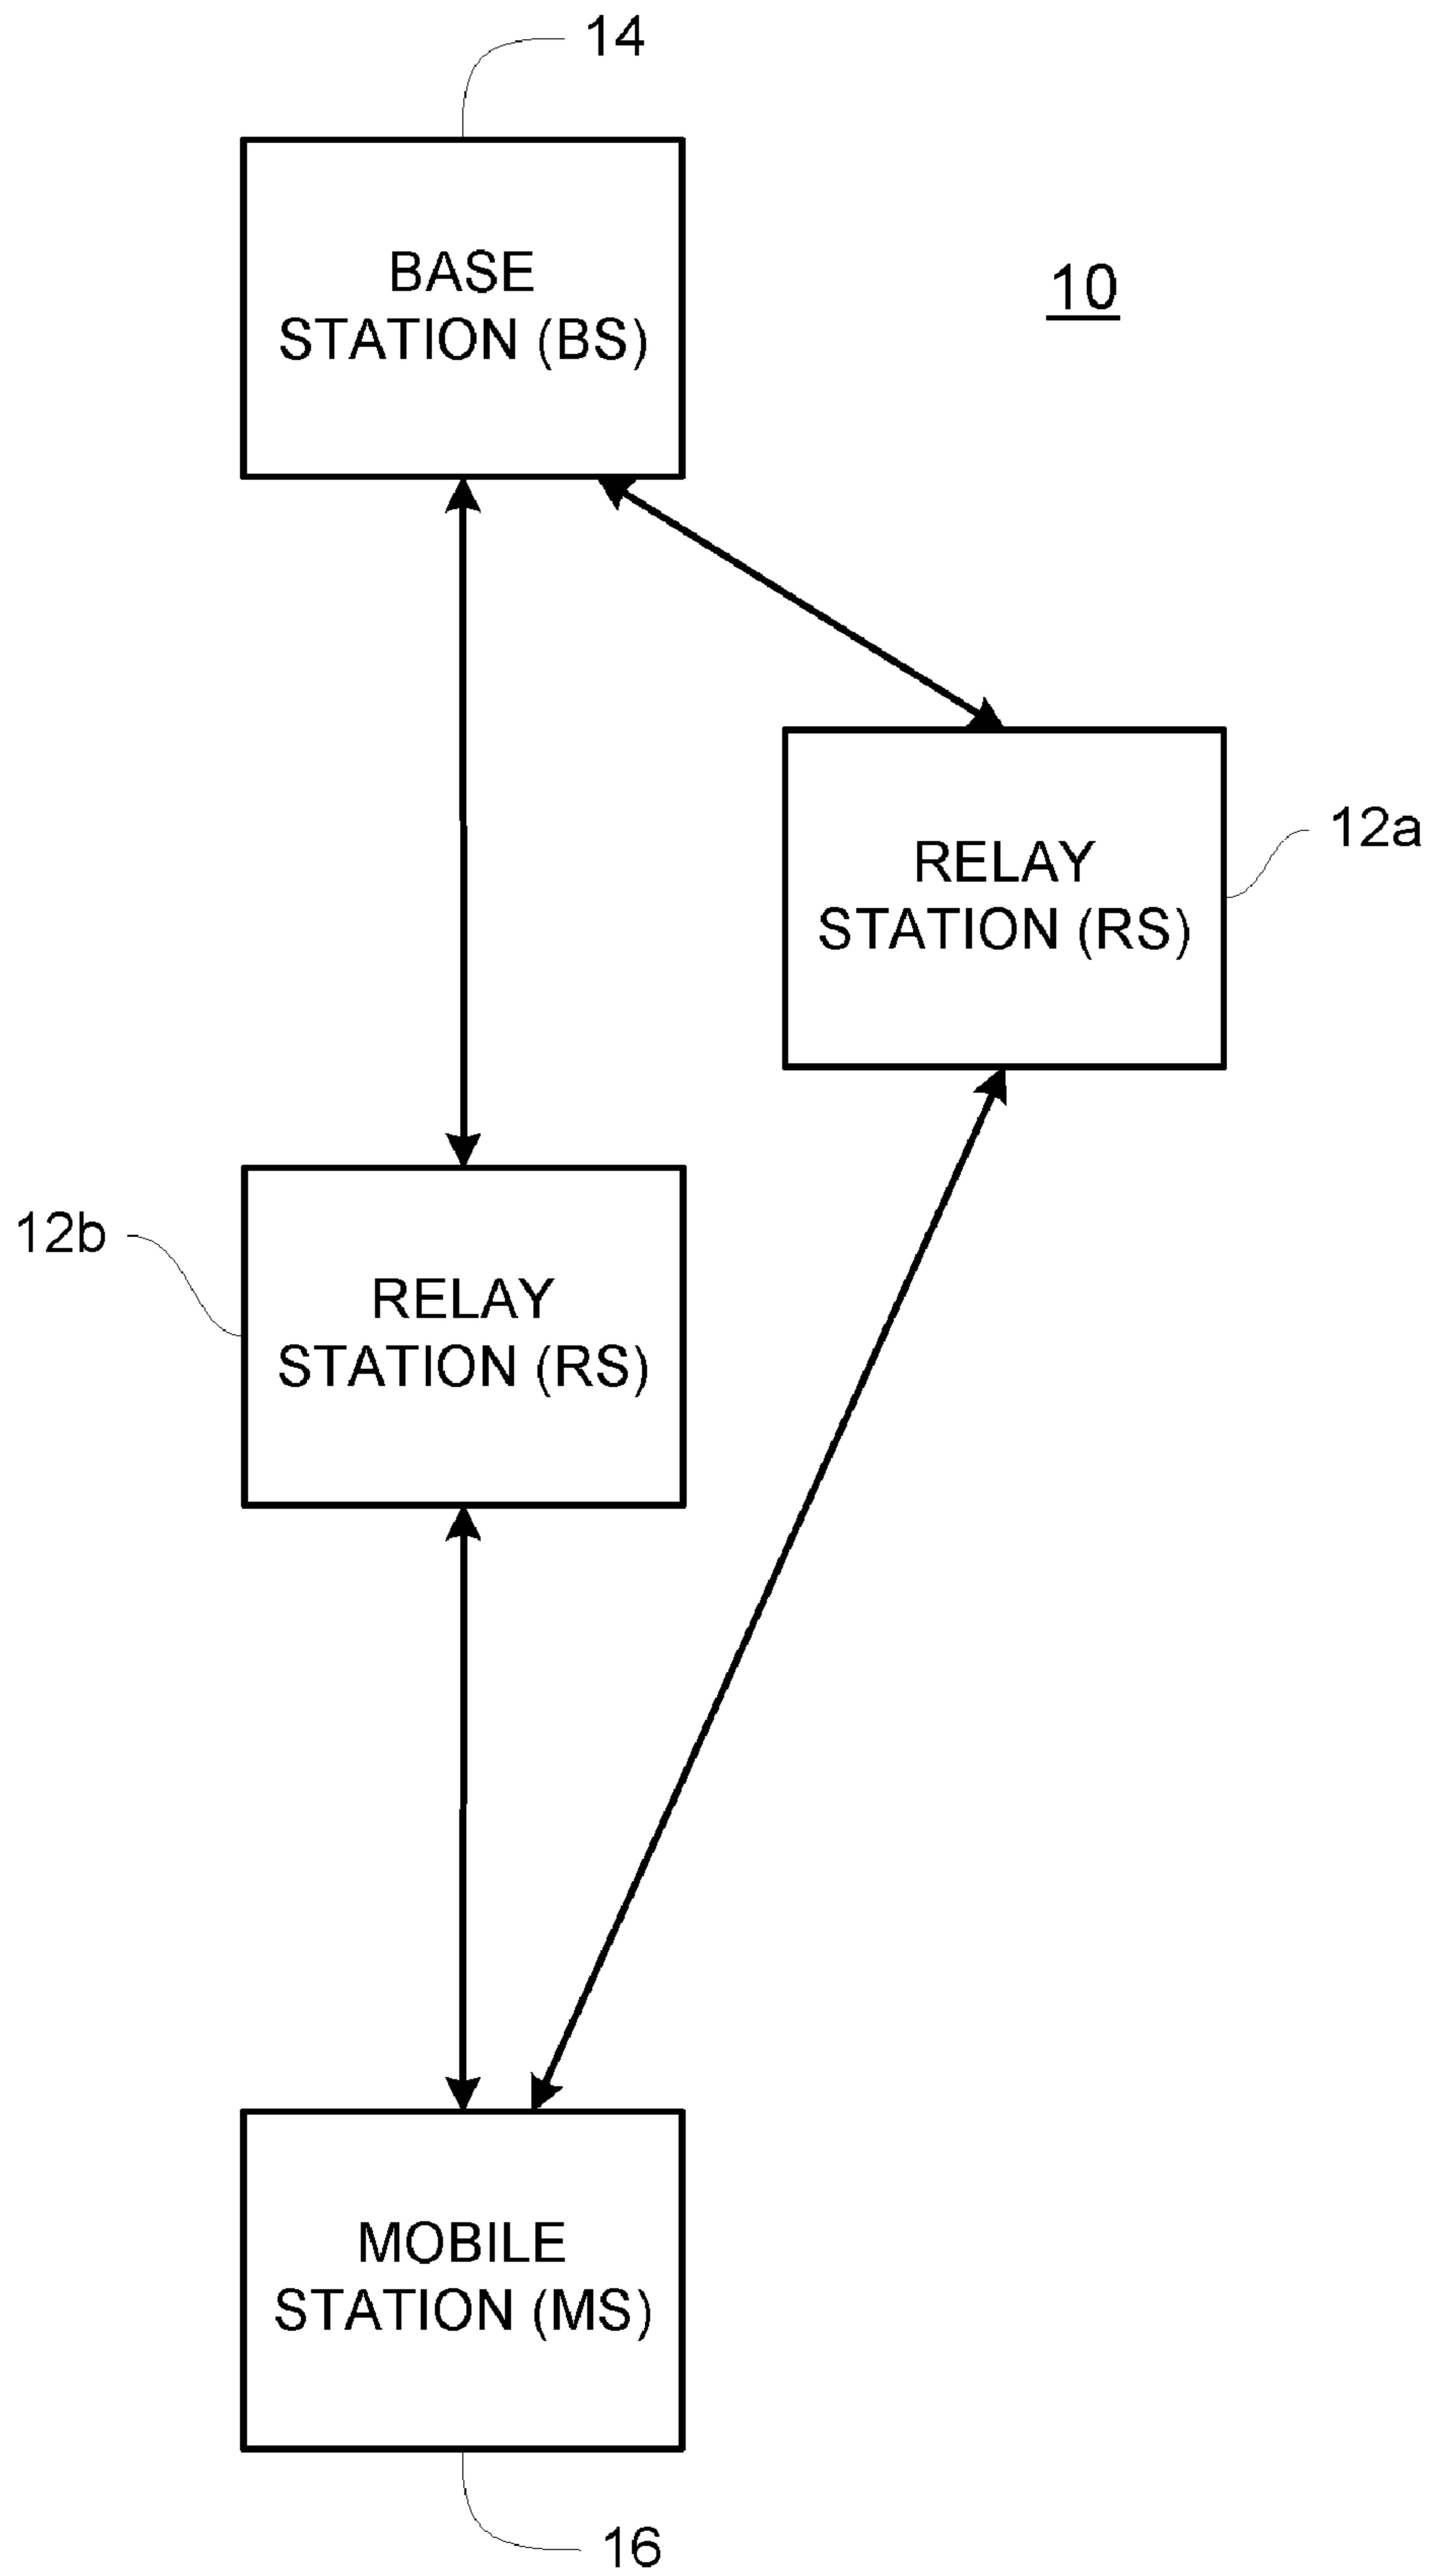 14
BASE
STATION (BS)
10
RELAY
STATION (RS)
12a
12b
RELAY
STATION (RS)
MOBILE
STATION (MS)
16